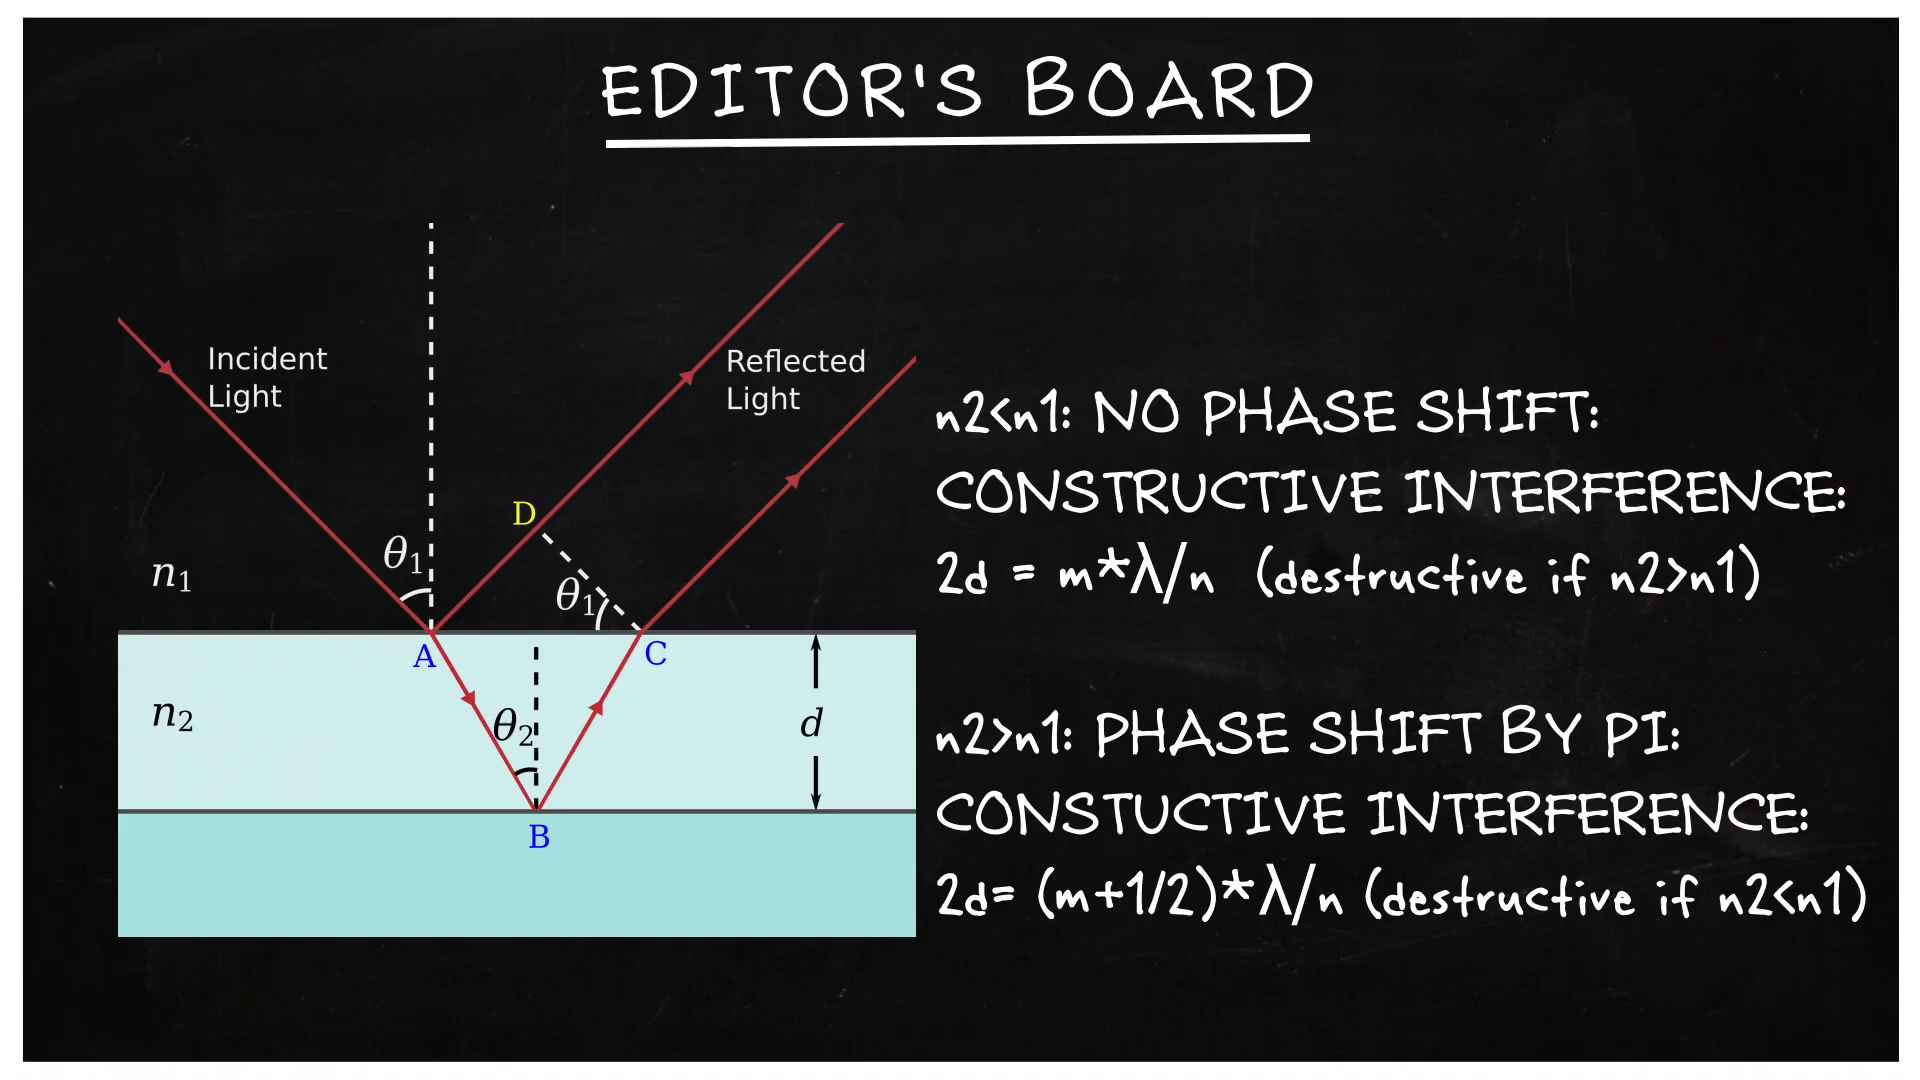 EDITOR'S BOARD
Incident
Light
Reflected
Light
D
θ1
n1
θ1
A
C
n2
θ2
d
B
n2<n1: NO PHASE SHIFT:
CONSTRUCTIVE INTERFERENCE:
2d = m*λ/n (destructive if n2>n1)
n2>n1: PHASE SHIFT BY PI:
CONSTUCTIVE INTERFERENCE:
2d= (m+1/2)*λ/n (destructive if n2<n1)